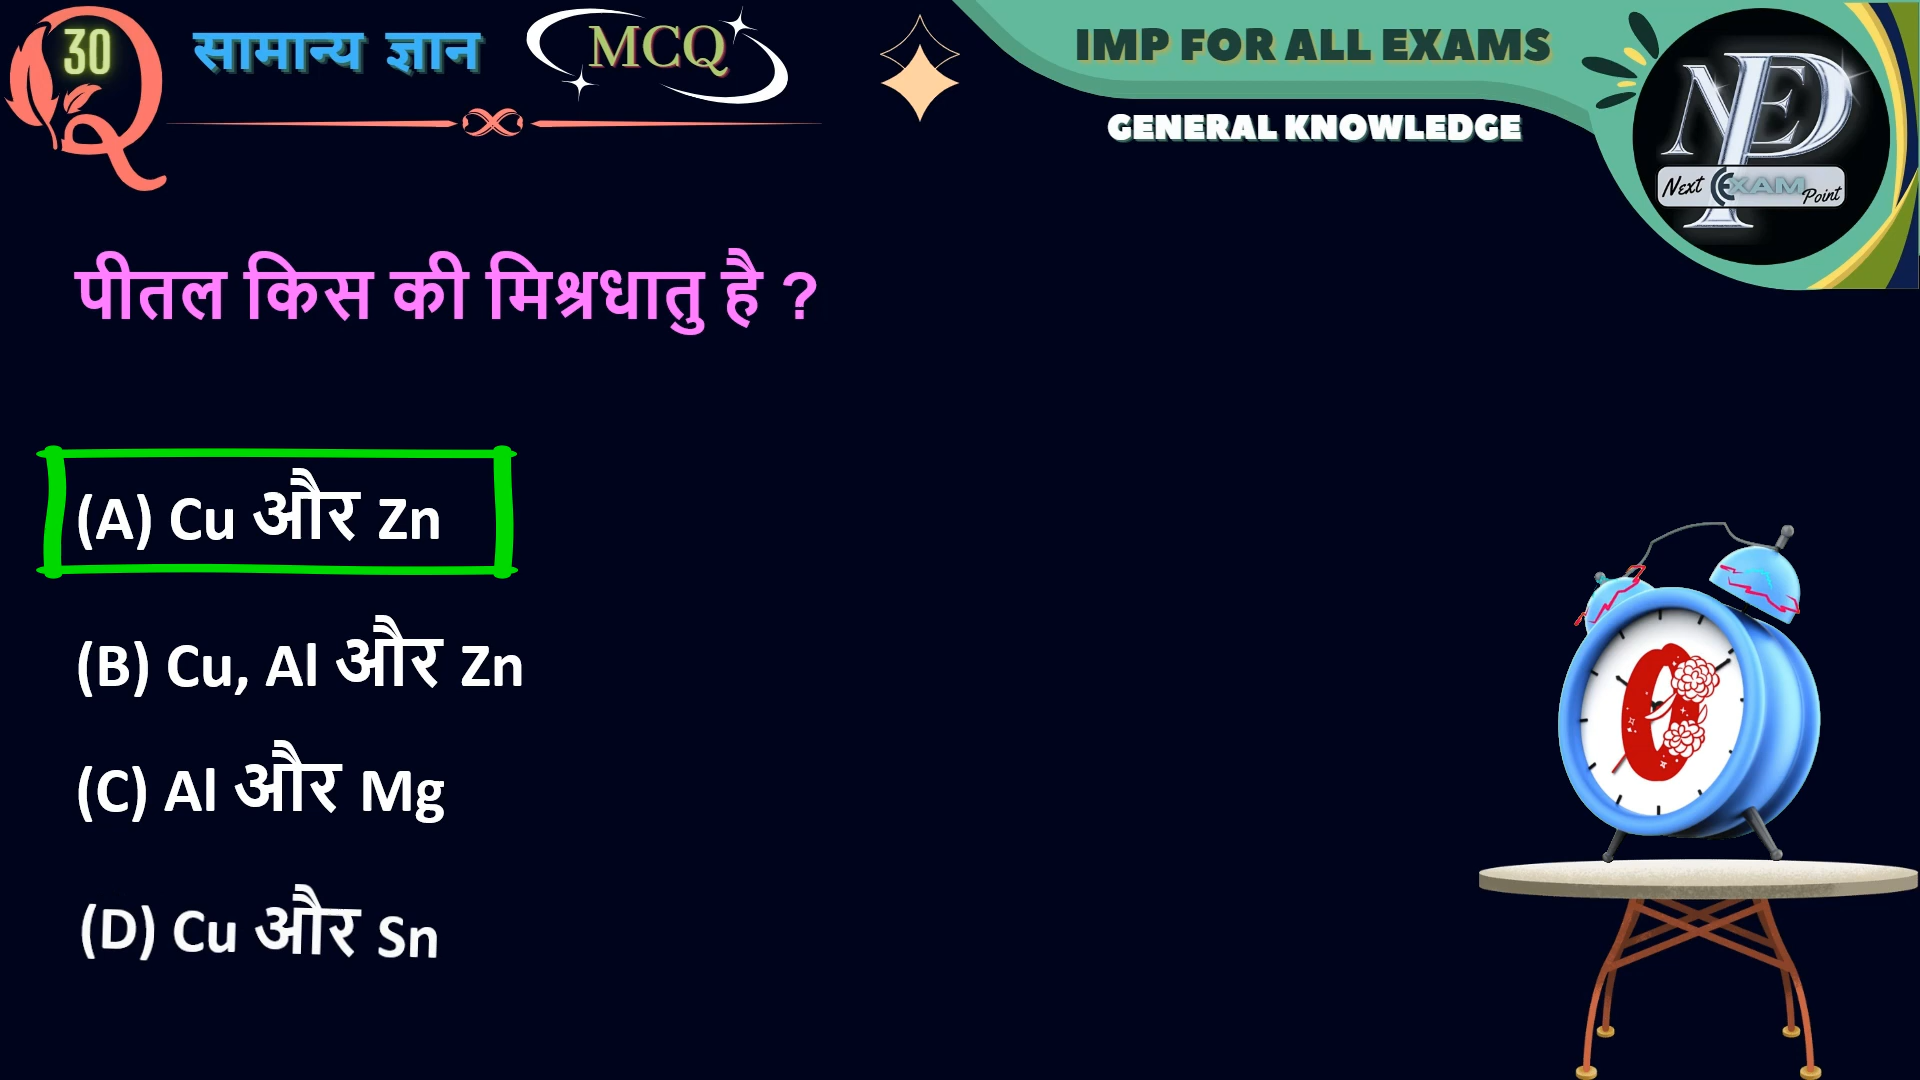 30
सामान्य ज्ञान
MCQ
IMP FOR ALL EXAMS
GENERAL KNOWLEDGE
NEP
Next EXAM Point
पीतल किस की मिश्रधातु है ?
(A) Cu और Zn
(B) Cu, Al और Zn
(C) Al और Mg
(D) Cu और Sn